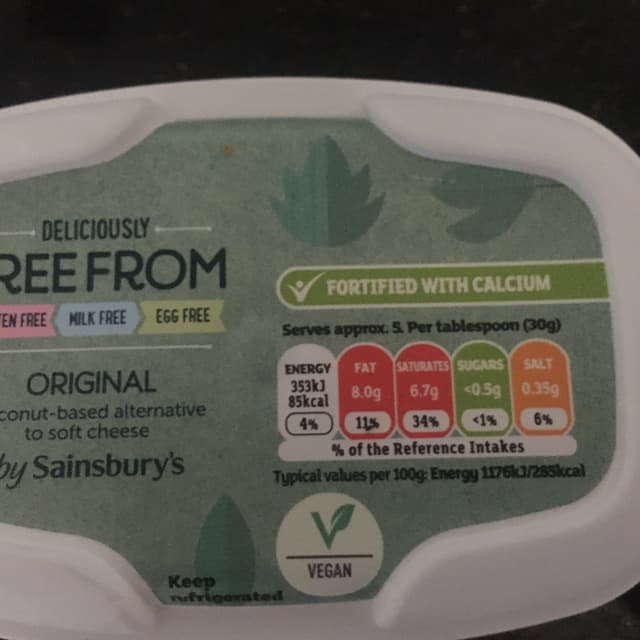 DELICIOUSLY
REE FROM
EN FREE MILK FREE EGG FREE
ORIGINAL
conut-based alternative
to soft cheese
by Sainsbury's
FORTIFIED WITH CALCIUM
Serves approx. 5. Per tablespoon (30g)
ENERGY 353kJ 85kcal 4%
FAT 8.0g 11%
SATURATES 6.7g 34%
SUGARS <0.5g <1%
SALT 0.35g 6%
% of the Reference Intakes
Typical values per 100g: Energy 1176kJ/285kcal
V
VEGAN
Keep
refrigerated